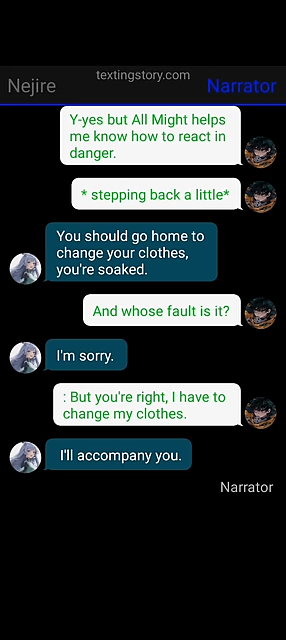 textingstory.com
Nejire
Narrator
Y-yes but All Might helps
me know how to react in
danger.
* stepping back a little*
You should go home to
change your clothes,
you're soaked.
And whose fault is it?
I'm sorry.
: But you're right, I have to
change my clothes.
I'll accompany you.
Narrator